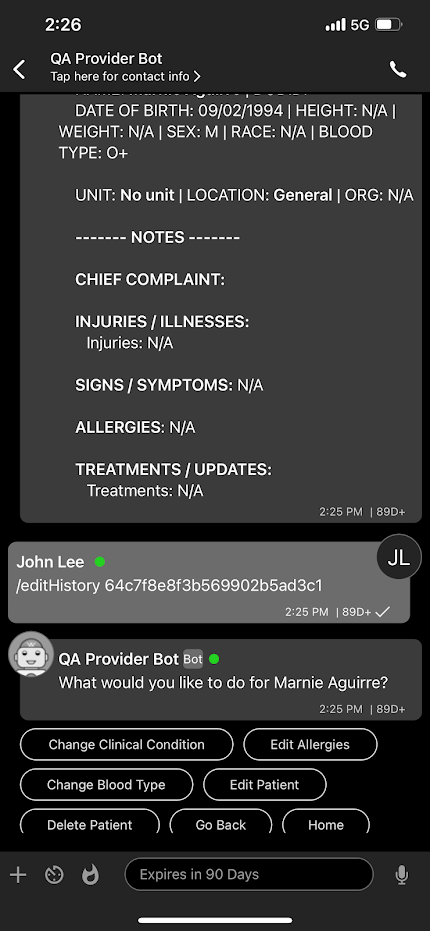 2:26
5G
QA Provider Bot
Tap here for contact info >
DATE OF BIRTH: 09/02/1994 | HEIGHT: N/A |
WEIGHT: N/A | SEX: M | RACE: N/A | BLOOD
TYPE: O+
UNIT: No unit | LOCATION: General | ORG: N/A
------- NOTES -------
CHIEF COMPLAINT:
INJURIES / ILLNESSES:
Injuries: N/A
SIGNS / SYMPTOMS: N/A
ALLERGIES: N/A
TREATMENTS / UPDATES:
Treatments: N/A
2:25 PM | 89D+
JL
John Lee
/editHistory 64c7f8e8f3b569902b5ad3c1
2:25 PM | 89D+
QA Provider Bot Bot
What would you like to do for Marnie Aguirre?
2:25 PM | 89D+
Change Clinical Condition
Edit Allergies
Change Blood Type
Edit Patient
Delete Patient
Go Back
Home
Expires in 90 Days